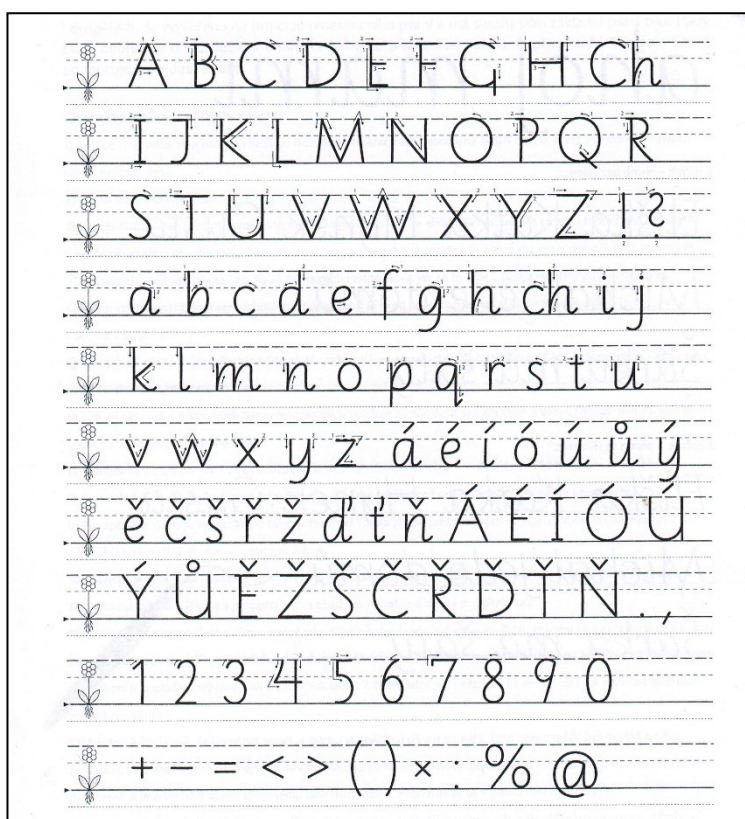 A B C D E F G H Ch
I J K L M N O P Q R
S T U V W X Y Z ! ?
a b c d e f g h ch i j
k l m n o p q r s t u
v w x y z á é í ó ú ů ý
ě č š ř ž ď ť ň Á É Í Ó Ú
Ý Ů Ě Ž Š Č Ř Ď Ť Ň . ,
1 2 3 4 5 6 7 8 9 0
+ − = < > ( ) × : % @